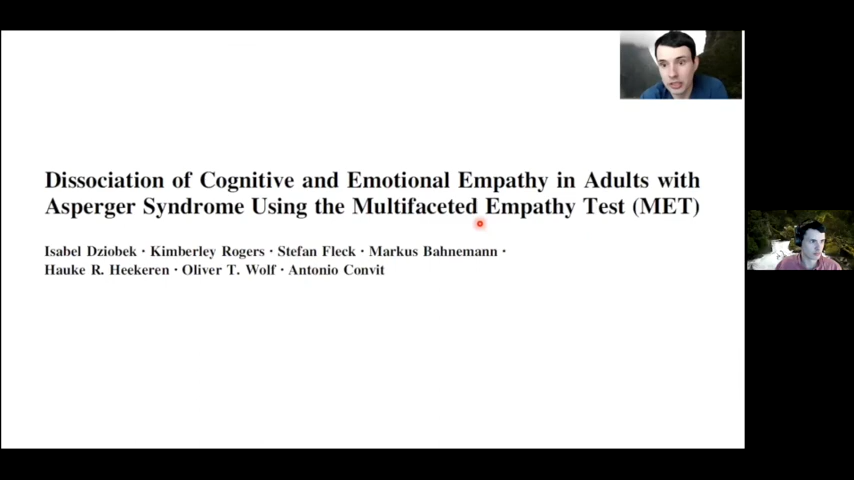 Dissociation of Cognitive and Emotional Empathy in Adults with
Asperger Syndrome Using the Multifaceted Empathy Test (MET)
Isabel Dziobek · Kimberley Rogers · Stefan Fleck · Markus Bahnemann ·
Hauke R. Heekeren · Oliver T. Wolf · Antonio Convit